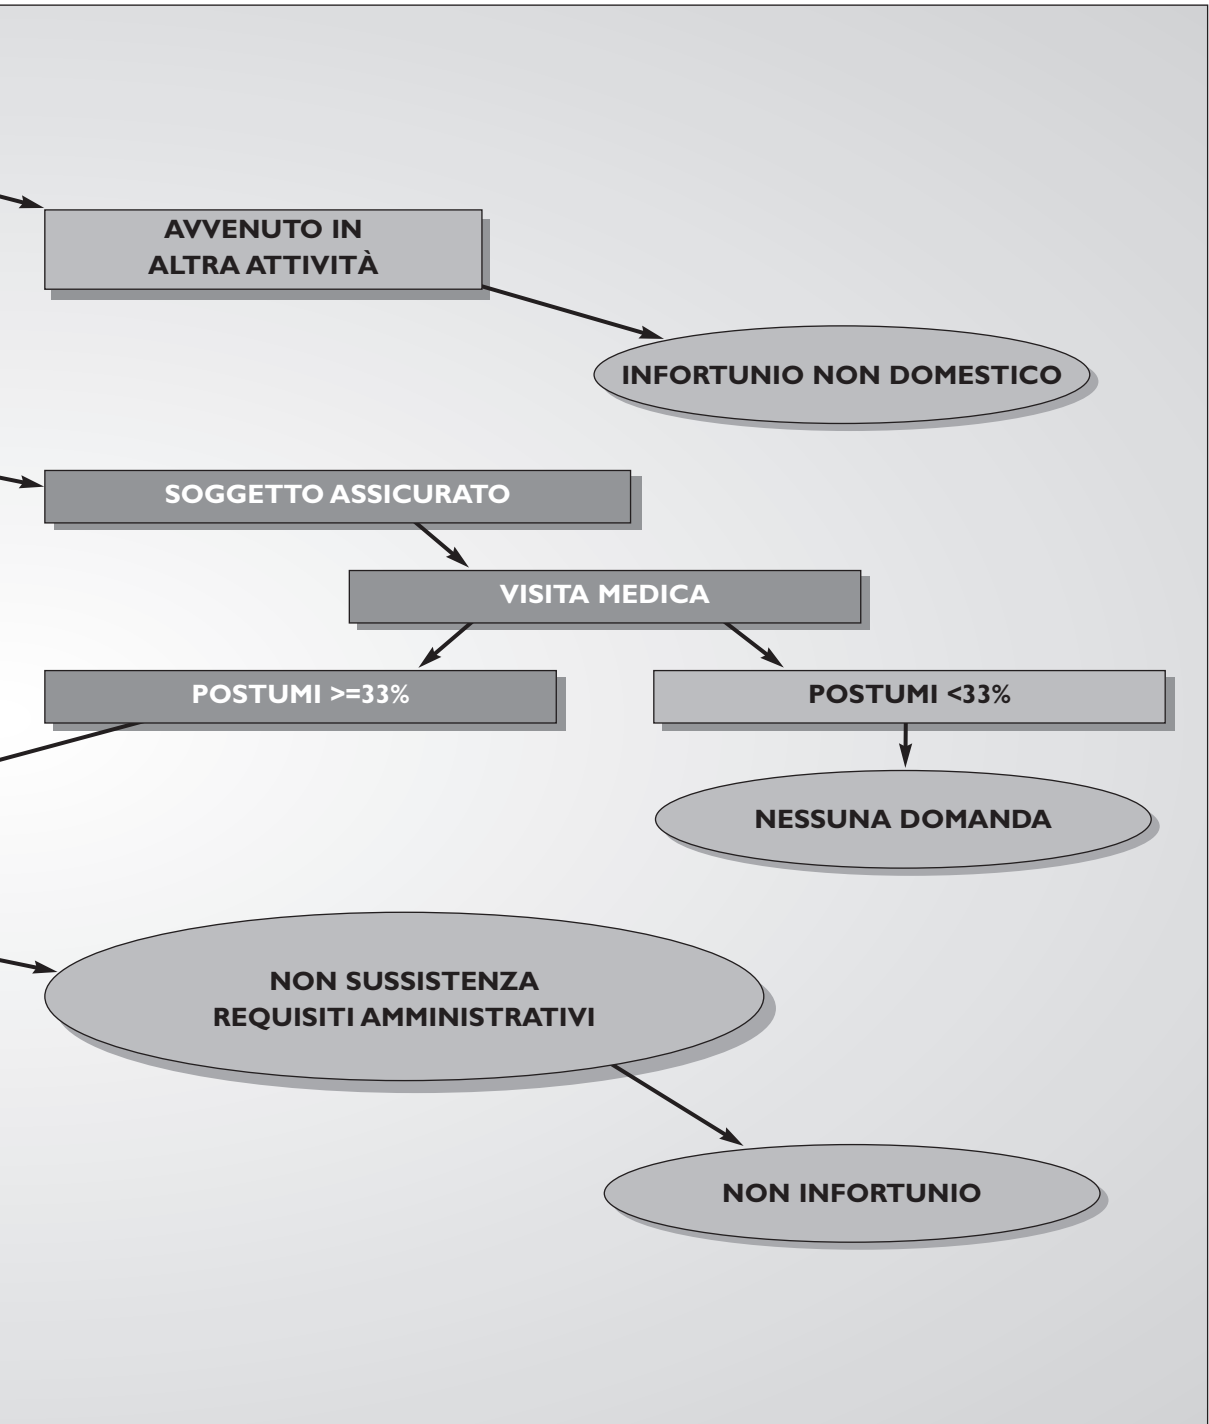 AVVENUTO IN
ALTRA ATTIVITÀ
INFORTUNIO NON DOMESTICO
SOGGETTO ASSICURATO
VISITA MEDICA
POSTUMI >=33%
POSTUMI <33%
NESSUNA DOMANDA
NON SUSSISTENZA
REQUISITI AMMINISTRATIVI
NON INFORTUNIO